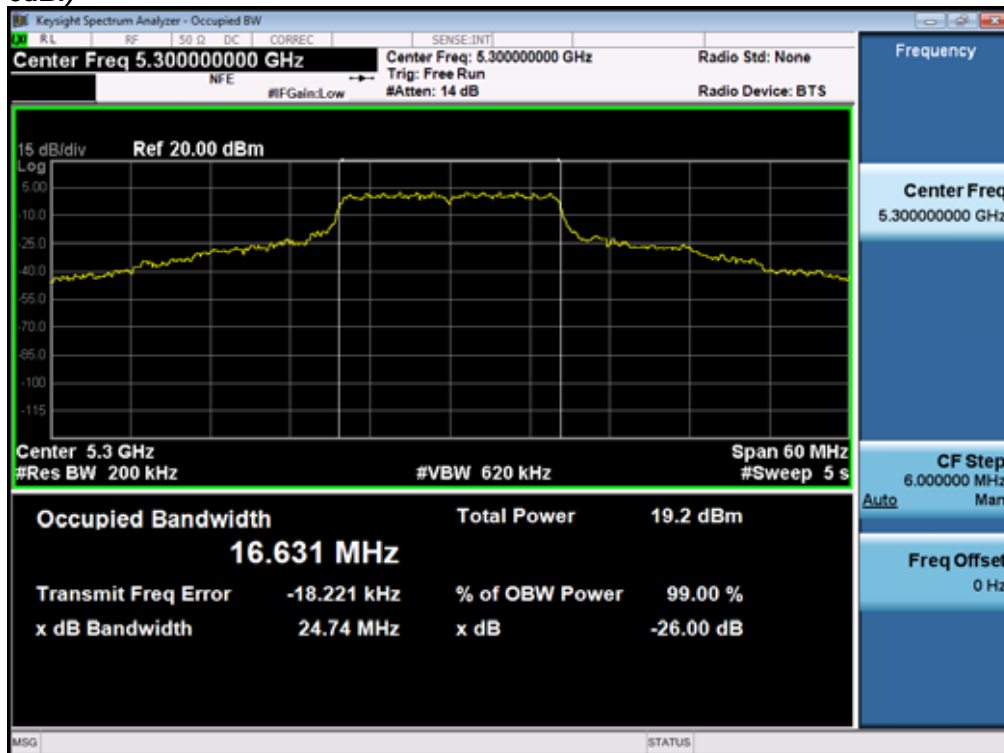 Keysight Spectrum Analyzer - Occupied BW
RL RF 50 Ω DC CORREC SENSE:INT
Center Freq 5.300000000 GHz
NFE
#IFGain:Low
Center Freq: 5.300000000 GHz
Trig: Free Run
#Atten: 14 dB
Radio Std: None
Radio Device: BTS
15 dB/div Ref 20.00 dBm
Log
5.00
-10.0
-25.0
-40.0
-55.0
-70.0
-85.0
-100
-115
Center 5.3 GHz Span 60 MHz
#Res BW 200 kHz #VBW 620 kHz #Sweep 5 s
Occupied Bandwidth Total Power 19.2 dBm
16.631 MHz
Transmit Freq Error -18.221 kHz % of OBW Power 99.00 %
x dB Bandwidth 24.74 MHz x dB -26.00 dB
Frequency
Center Freq
5.300000000 GHz
CF Step
6.000000 MHz
Auto Man
Freq Offset
0 Hz
MSG STATUS